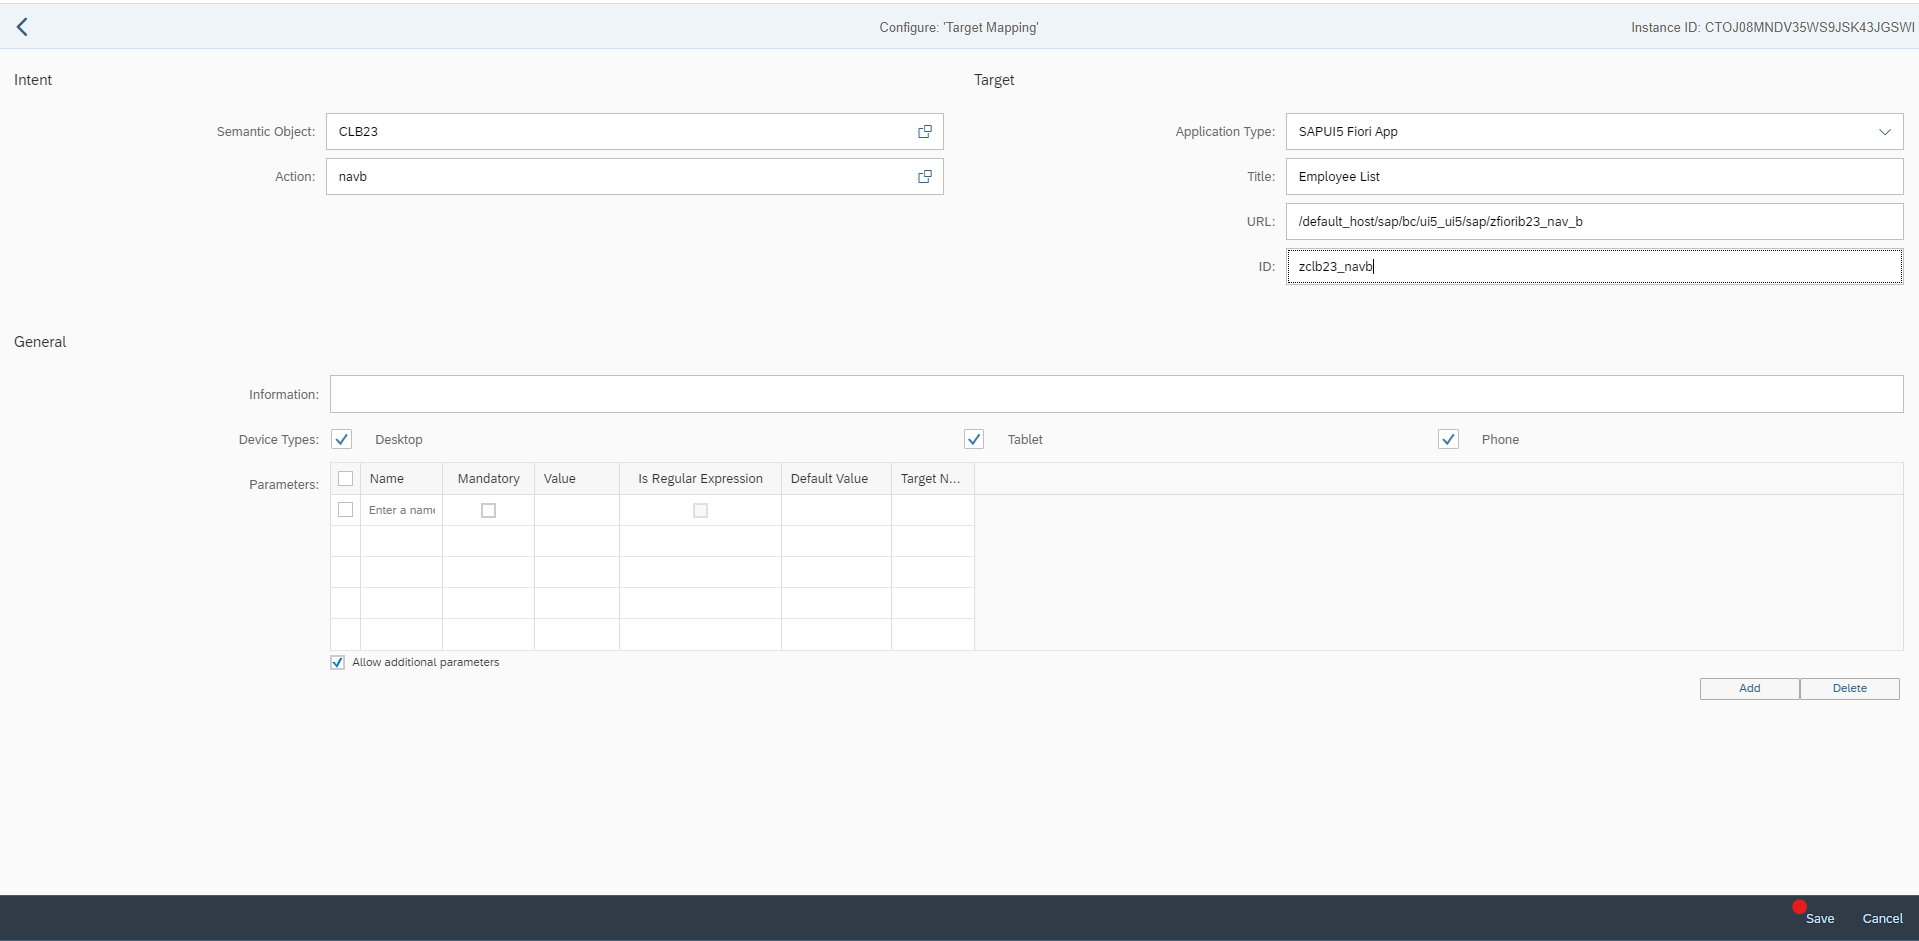 Configure: 'Target Mapping'
Instance ID: CTOJ08MNDV35WS9JSK43JGSWI
Intent
Target
Semantic Object: CLB23
Application Type: SAPUI5 Fiori App
Action: navb
Title: Employee List
URL: /default_host/sap/bc/ui5_ui5/sap/zfiorib23_nav_b
ID: zclb23_navb
General
Information:
Device Types: Desktop Tablet Phone
Parameters: Name Mandatory Value Is Regular Expression Default Value Target N...
Enter a name
Allow additional parameters
Add Delete
Save Cancel